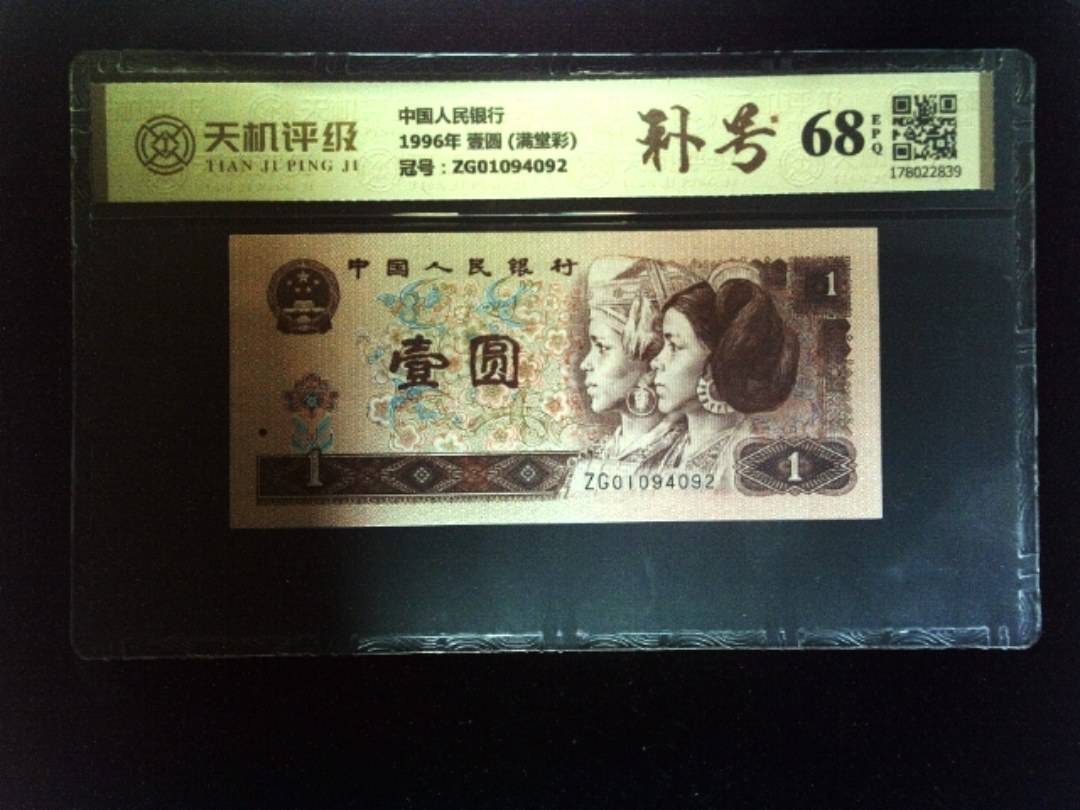 天机评级
TIAN JI PING JI
中国人民银行
1996年 壹圆 (满堂彩)
冠号：ZG01094092
补号
68
EPQ
178022839
中国人民银行
1
壹圆
1
ZG01094092
1